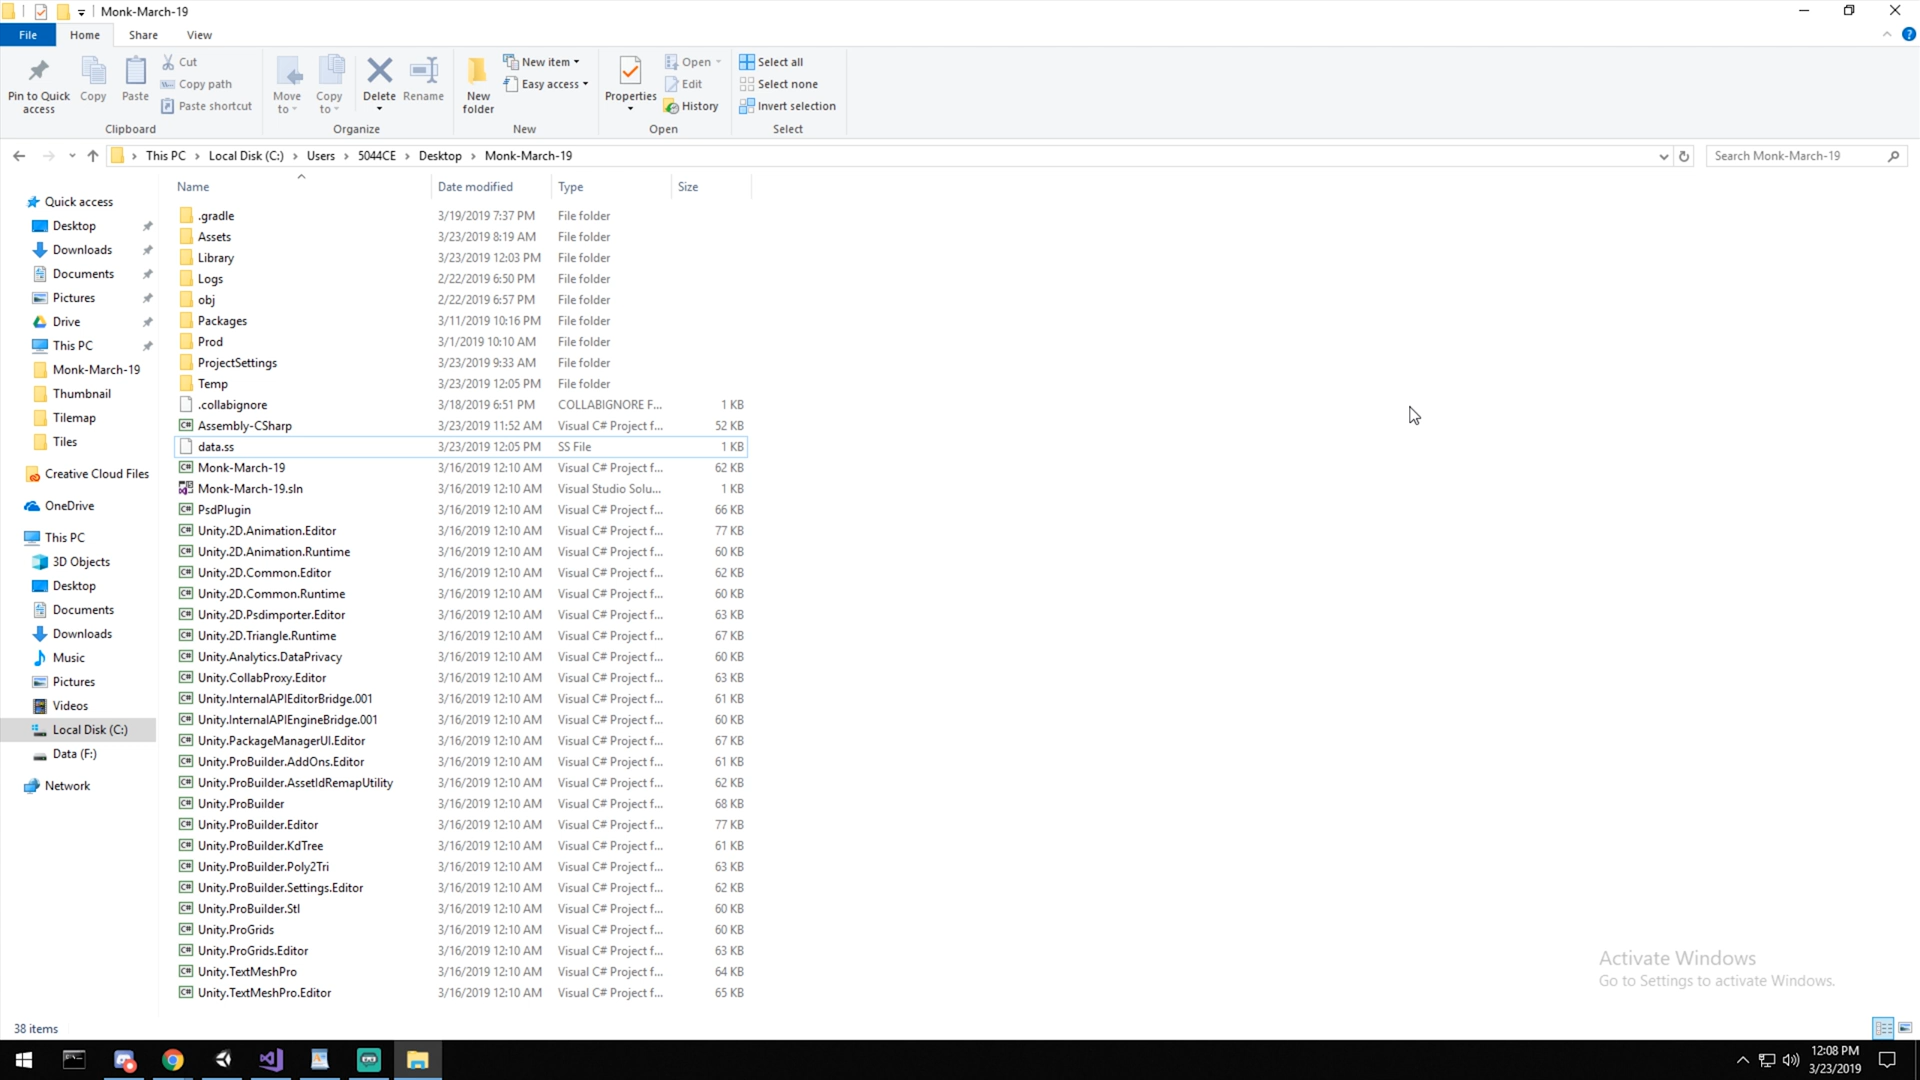 Monk-March-19
File Home Share View
Pin to Quick access
Copy
Paste
Cut
Copy path
Paste shortcut
Clipboard
Move to
Copy to
Delete
Rename
Organize
New folder
New item
Easy access
New
Properties
Open
Edit
History
Open
Select all
Select none
Invert selection
Select
This PC Local Disk (C:) Users 5044CE Desktop Monk-March-19
Search Monk-March-19
Quick access
Desktop
Downloads
Documents
Pictures
Drive
This PC
Monk-March-19
Thumbnail
Tilemap
Tiles
Creative Cloud Files
OneDrive
This PC
3D Objects
Desktop
Documents
Downloads
Music
Pictures
Videos
Local Disk (C:)
Data (F:)
Network
Name Date modified Type Size
.gradle 3/19/2019 7:37 PM File folder
Assets 3/23/2019 8:19 AM File folder
Library 3/23/2019 12:03 PM File folder
Logs 2/22/2019 6:50 PM File folder
obj 2/22/2019 6:57 PM File folder
Packages 3/11/2019 10:16 PM File folder
Prod 3/1/2019 10:10 AM File folder
ProjectSettings 3/23/2019 9:33 AM File folder
Temp 3/23/2019 12:05 PM File folder
.collabignore 3/18/2019 6:51 PM COLLABIGNORE F... 1 KB
Assembly-CSharp 3/23/2019 11:52 AM Visual C# Project f... 52 KB
data.ss 3/23/2019 12:05 PM SS File 1 KB
Monk-March-19 3/16/2019 12:10 AM Visual C# Project f... 62 KB
Monk-March-19.sln 3/16/2019 12:10 AM Visual Studio Solu... 1 KB
PsdPlugin 3/16/2019 12:10 AM Visual C# Project f... 66 KB
Unity.2D.Animation.Editor 3/16/2019 12:10 AM Visual C# Project f... 77 KB
Unity.2D.Animation.Runtime 3/16/2019 12:10 AM Visual C# Project f... 60 KB
Unity.2D.Common.Editor 3/16/2019 12:10 AM Visual C# Project f... 62 KB
Unity.2D.Common.Runtime 3/16/2019 12:10 AM Visual C# Project f... 60 KB
Unity.2D.Psdimporter.Editor 3/16/2019 12:10 AM Visual C# Project f... 63 KB
Unity.2D.Triangle.Runtime 3/16/2019 12:10 AM Visual C# Project f... 67 KB
Unity.Analytics.DataPrivacy 3/16/2019 12:10 AM Visual C# Project f... 60 KB
Unity.CollabProxy.Editor 3/16/2019 12:10 AM Visual C# Project f... 63 KB
Unity.InternalAPIEditorBridge.001 3/16/2019 12:10 AM Visual C# Project f... 61 KB
Unity.InternalAPIEngineBridge.001 3/16/2019 12:10 AM Visual C# Project f... 60 KB
Unity.PackageManagerUI.Editor 3/16/2019 12:10 AM Visual C# Project f... 67 KB
Unity.ProBuilder.AddOns.Editor 3/16/2019 12:10 AM Visual C# Project f... 61 KB
Unity.ProBuilder.AssetIdRemapUtility 3/16/2019 12:10 AM Visual C# Project f... 62 KB
Unity.ProBuilder 3/16/2019 12:10 AM Visual C# Project f... 68 KB
Unity.ProBuilder.Editor 3/16/2019 12:10 AM Visual C# Project f... 77 KB
Unity.ProBuilder.KdTree 3/16/2019 12:10 AM Visual C# Project f... 61 KB
Unity.ProBuilder.Poly2Tri 3/16/2019 12:10 AM Visual C# Project f... 63 KB
Unity.ProBuilder.Settings.Editor 3/16/2019 12:10 AM Visual C# Project f... 62 KB
Unity.ProBuilder.Stl 3/16/2019 12:10 AM Visual C# Project f... 60 KB
Unity.ProGrids 3/16/2019 12:10 AM Visual C# Project f... 60 KB
Unity.ProGrids.Editor 3/16/2019 12:10 AM Visual C# Project f... 63 KB
Unity.TextMeshPro 3/16/2019 12:10 AM Visual C# Project f... 64 KB
Unity.TextMeshPro.Editor 3/16/2019 12:10 AM Visual C# Project f... 65 KB
Activate Windows
Go to Settings to activate Windows.
38 items
12:08 PM
3/23/2019